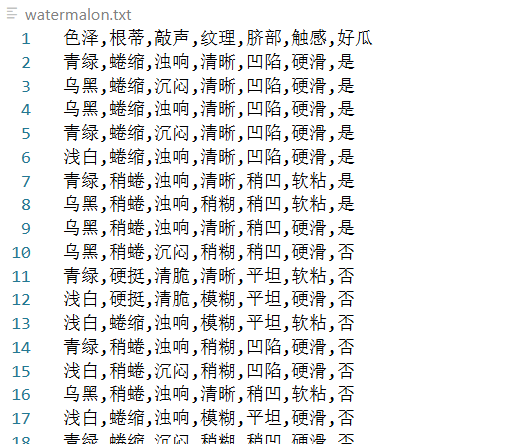 watermalon.txt
1 色泽,根蒂,敲声,纹理,脐部,触感,好瓜
2 青绿,蜷缩,浊响,清晰,凹陷,硬滑,是
3 乌黑,蜷缩,沉闷,清晰,凹陷,硬滑,是
4 乌黑,蜷缩,浊响,清晰,凹陷,硬滑,是
5 青绿,蜷缩,沉闷,清晰,凹陷,硬滑,是
6 浅白,蜷缩,浊响,清晰,凹陷,硬滑,是
7 青绿,稍蜷,浊响,清晰,稍凹,软粘,是
8 乌黑,稍蜷,浊响,稍糊,稍凹,软粘,是
9 乌黑,稍蜷,浊响,清晰,稍凹,硬滑,是
10 乌黑,稍蜷,沉闷,稍糊,稍凹,硬滑,否
11 青绿,硬挺,清脆,清晰,平坦,软粘,否
12 浅白,硬挺,清脆,模糊,平坦,硬滑,否
13 浅白,蜷缩,浊响,模糊,平坦,软粘,否
14 青绿,稍蜷,浊响,稍糊,凹陷,硬滑,否
15 浅白,稍蜷,沉闷,稍糊,凹陷,硬滑,否
16 乌黑,稍蜷,浊响,清晰,稍凹,软粘,否
17 浅白,蜷缩,浊响,模糊,平坦,硬滑,否
18 青绿,蜷缩,沉闷,稍糊,稍凹,硬滑,否